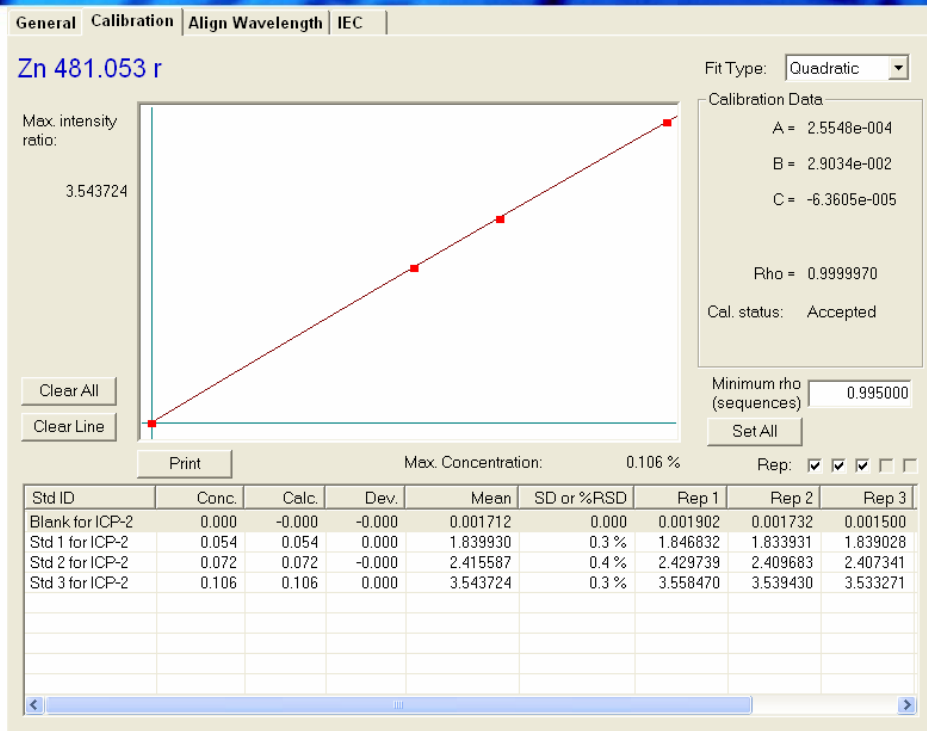 General Calibration Align Wavelength IEC
Zn 481.053 r
Fit Type: Quadratic
Max. intensity
ratio:
3.543724
Calibration Data
A = 2.5548e-004
B = 2.9034e-002
C = -6.3605e-005
Rho = 0.9999970
Cal. status: Accepted
Clear All
Clear Line
Minimum rho
(sequences) 0.995000
Set All
Print
Max. Concentration: 0.106 %
Rep:
Std ID Conc. Calc. Dev. Mean SD or %RSD Rep 1 Rep 2 Rep 3
Blank for ICP-2 0.000 -0.000 -0.000 0.001712 0.000 0.001902 0.001732 0.001500
Std 1 for ICP-2 0.054 0.054 0.000 1.839930 0.3 % 1.846832 1.833931 1.839028
Std 2 for ICP-2 0.072 0.072 -0.000 2.415587 0.4 % 2.429739 2.409683 2.407341
Std 3 for ICP-2 0.106 0.106 0.000 3.543724 0.3 % 3.558470 3.539430 3.533271